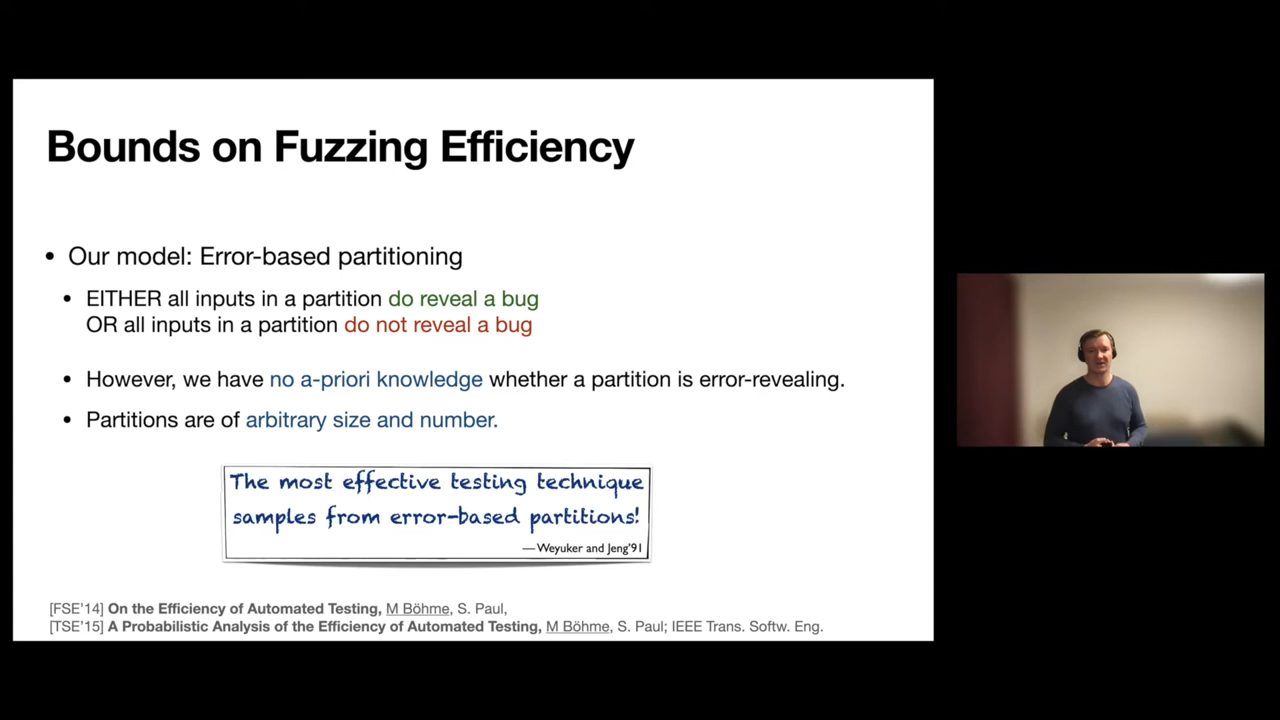 Bounds on Fuzzing Efficiency
• Our model: Error-based partitioning
• EITHER all inputs in a partition do reveal a bug
OR all inputs in a partition do not reveal a bug
• However, we have no a-priori knowledge whether a partition is error-revealing.
• Partitions are of arbitrary size and number.
The most effective testing technique
samples from error-based partitions!
— Weyuker and Jeng'91
[FSE'14] On the Efficiency of Automated Testing, M Böhme, S. Paul,
[TSE'15] A Probabilistic Analysis of the Efficiency of Automated Testing, M Böhme, S. Paul; IEEE Trans. Softw. Eng.